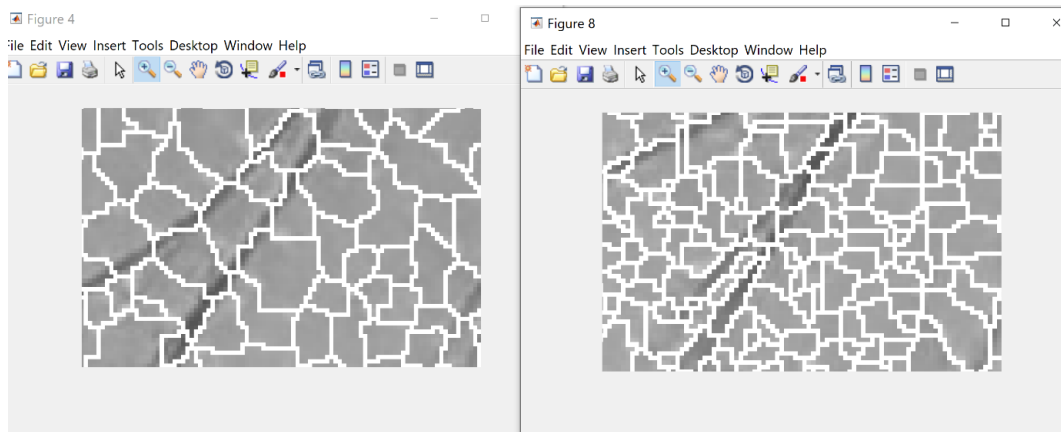 Figure 4
File Edit View Insert Tools Desktop Window Help
Figure 8
File Edit View Insert Tools Desktop Window Help